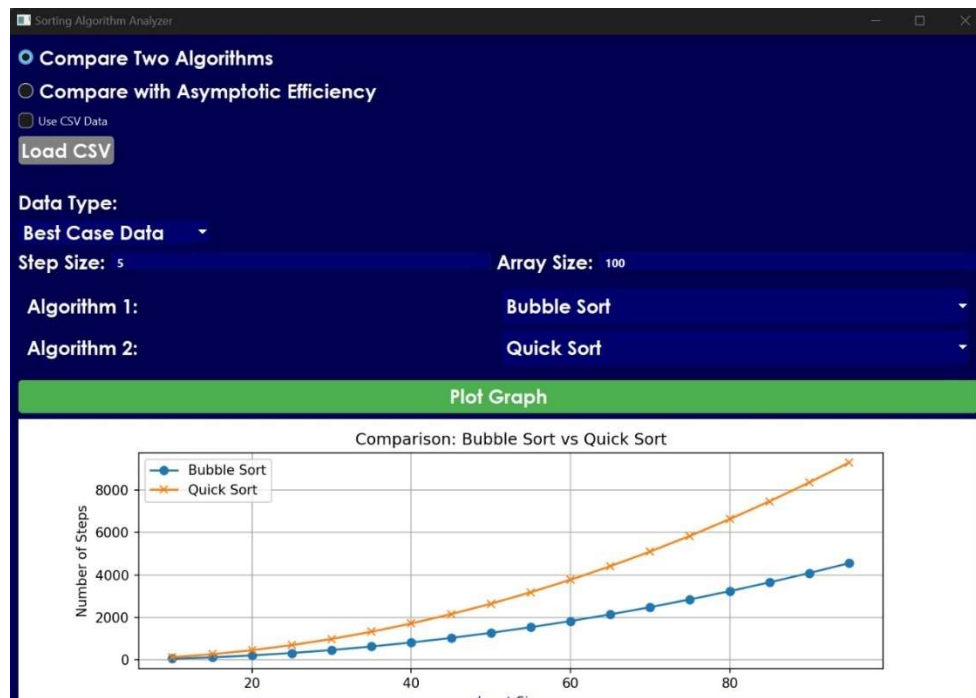 Sorting Algorithm Analyzer
Compare Two Algorithms
Compare with Asymptotic Efficiency
Use CSV Data
Load CSV
Data Type:
Best Case Data
Step Size: 5 Array Size: 100
Algorithm 1: Bubble Sort
Algorithm 2: Quick Sort
Plot Graph
Comparison: Bubble Sort vs Quick Sort
Bubble Sort
Quick Sort
Number of Steps
8000
6000
4000
2000
0
20 40 60 80